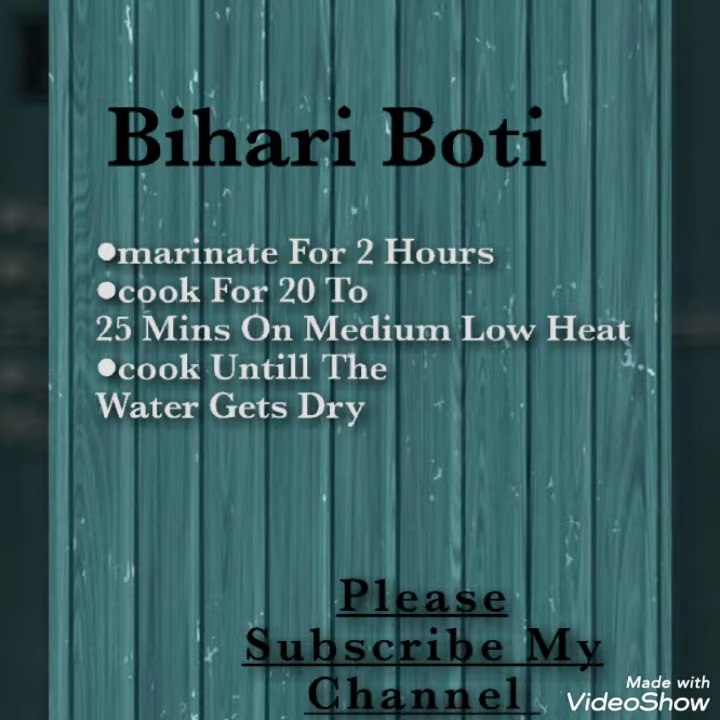 Bihari Boti
●marinate For 2 Hours
●cook For 20 To
25 Mins On Medium Low Heat
●cook Untill The
Water Gets Dry
Please
Subscribe My
Channel
Made with
VideoShow